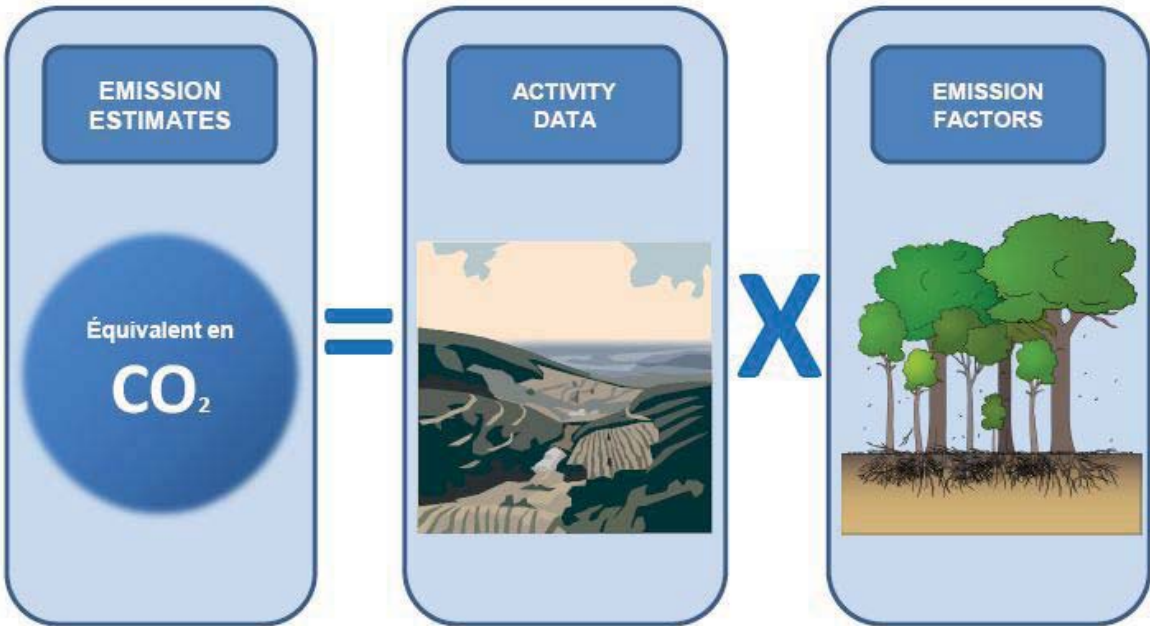 EMISSION
ESTIMATES
Équivalent en
CO₂
=
ACTIVITY
DATA
X
EMISSION
FACTORS